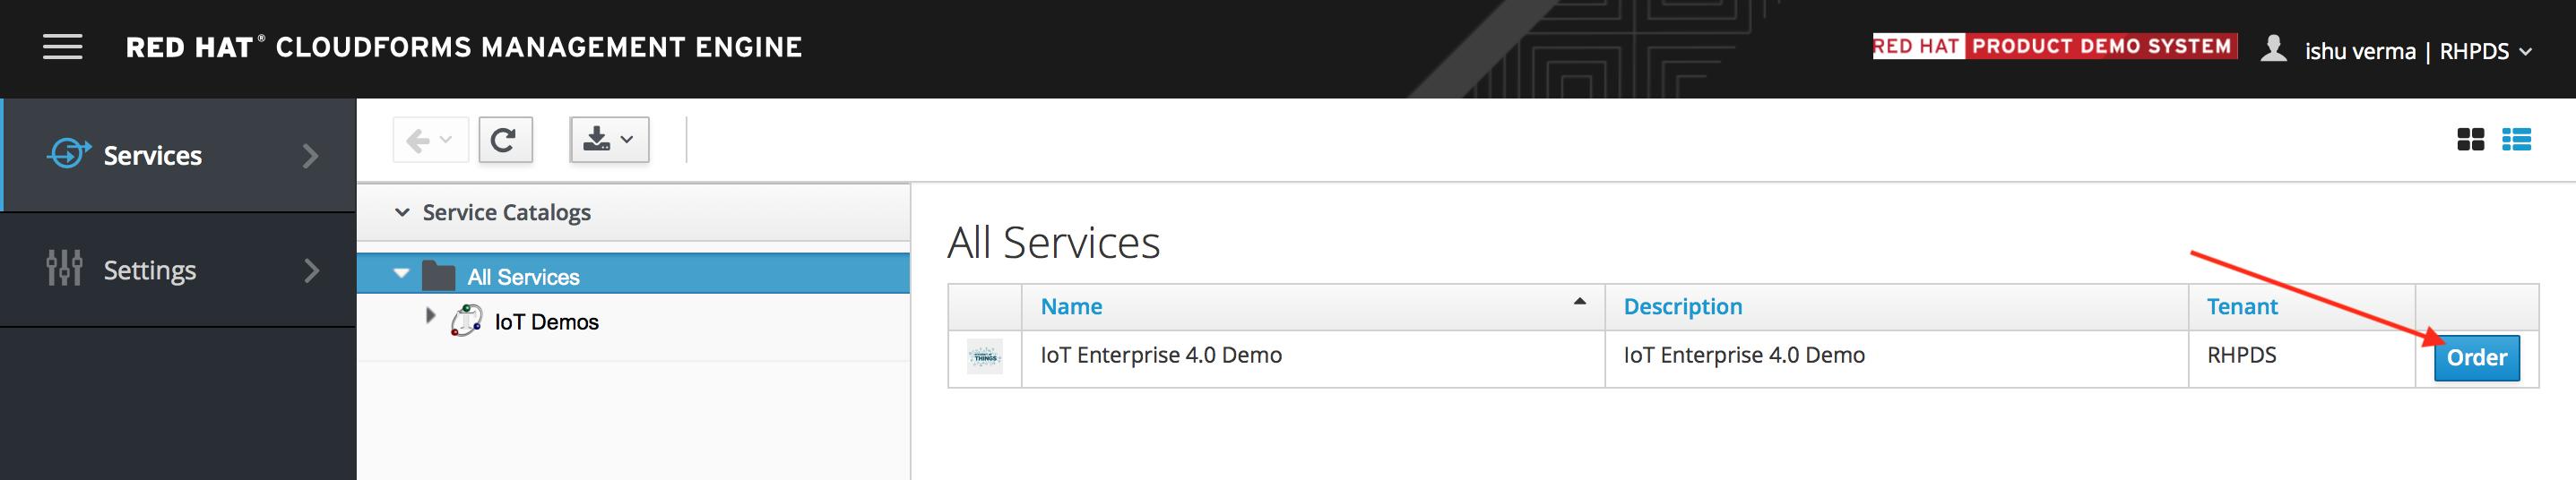 RED HAT® CLOUDFORMS MANAGEMENT ENGINE
RED HAT PRODUCT DEMO SYSTEM
ishu verma | RHPDS
Services
Settings
Service Catalogs
All Services
IoT Demos
All Services
Name Description Tenant
THINGS IoT Enterprise 4.0 Demo IoT Enterprise 4.0 Demo RHPDS Order